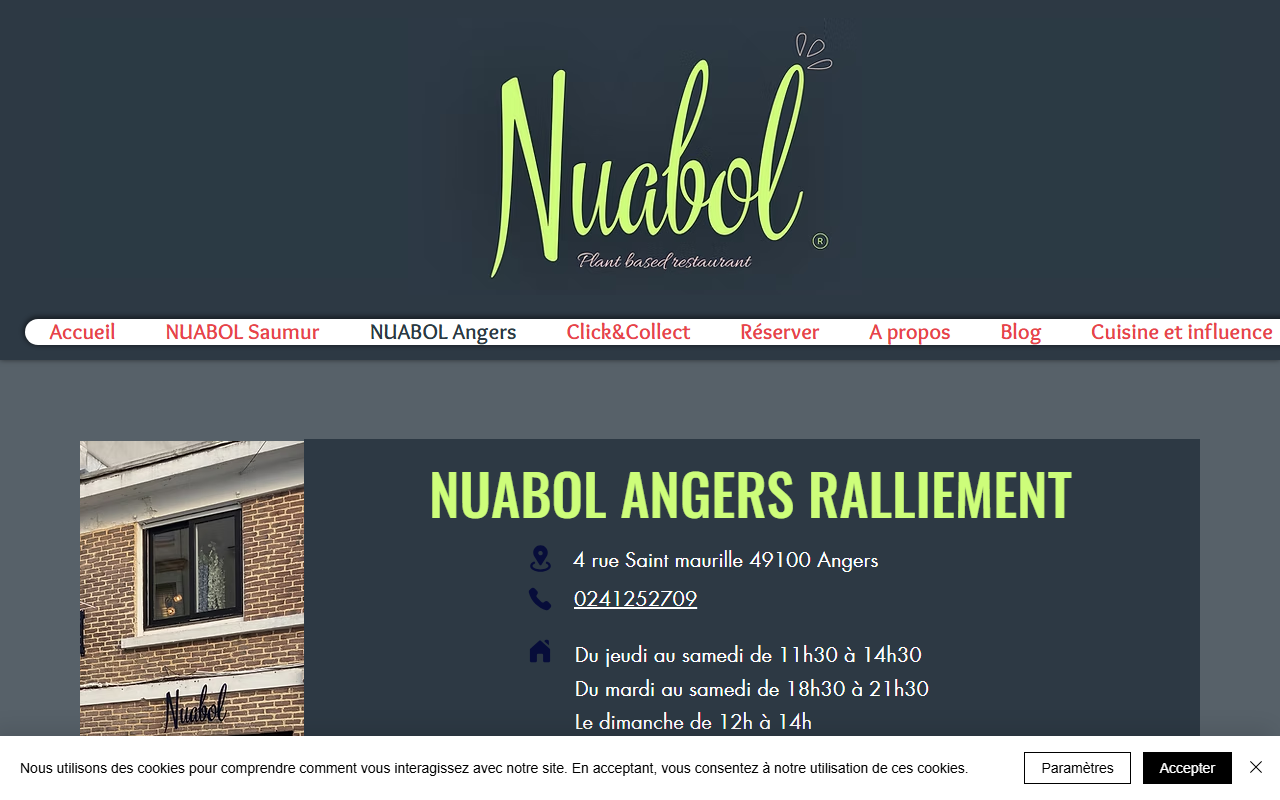 Nuabol
®
Plant based restaurant
Accueil NUABOL Saumur NUABOL Angers Click&Collect Réserver A propos Blog Cuisine et influence
NUABOL ANGERS RALLIEMENT
4 rue Saint maurille 49100 Angers
0241252709
Du jeudi au samedi de 11h30 à 14h30
Du mardi au samedi de 18h30 à 21h30
Le dimanche de 12h à 14h
Nuabol
Nous utilisons des cookies pour comprendre comment vous interagissez avec notre site. En acceptant, vous consentez à notre utilisation de ces cookies.
Paramètres
Accepter